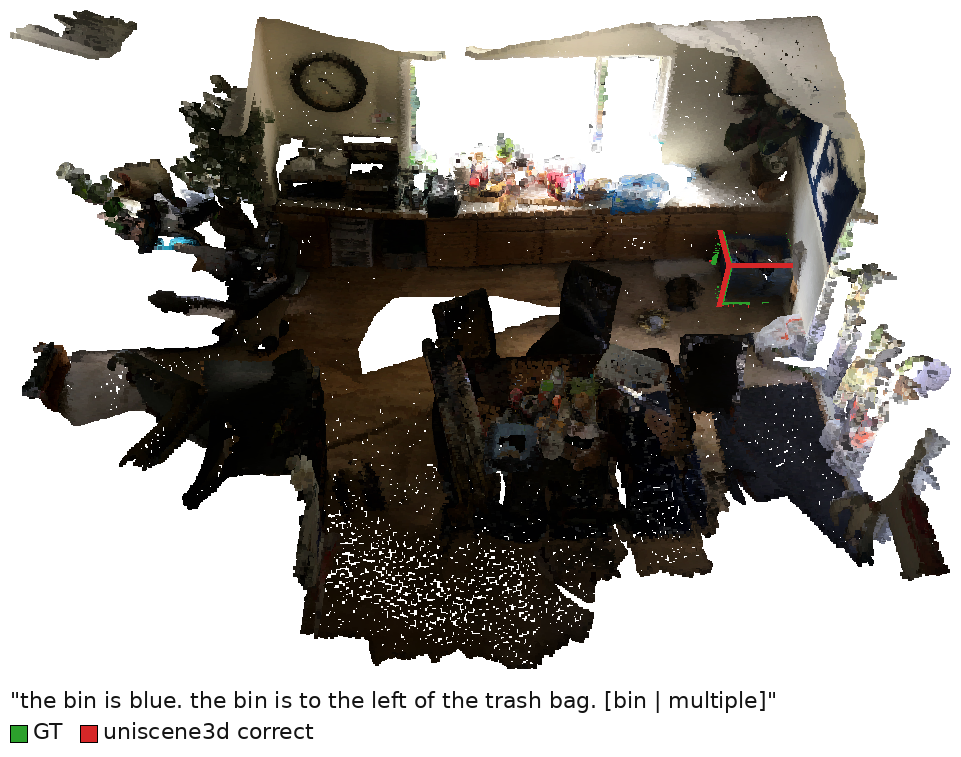 "the bin is blue. the bin is to the left of the trash bag. [bin | multiple]"
GT uniscene3d correct